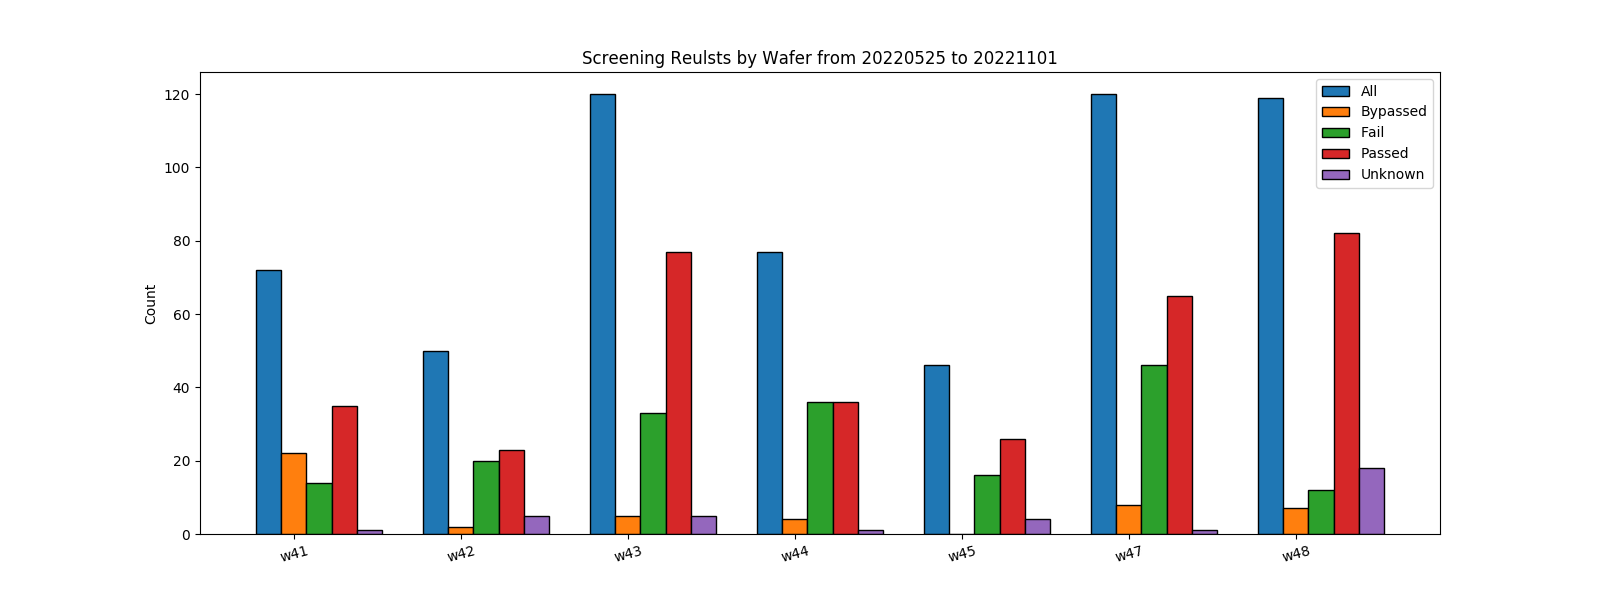 Screening Reulsts by Wafer from 20220525 to 20221101
120
100
80
60
40
20
0
Count
All
Bypassed
Fail
Passed
Unknown
w41
w42
w43
w44
w45
w47
w48